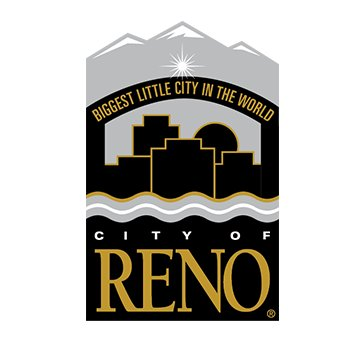 BIGGEST LITTLE CITY IN THE WORLD
CITY OF
RENO®